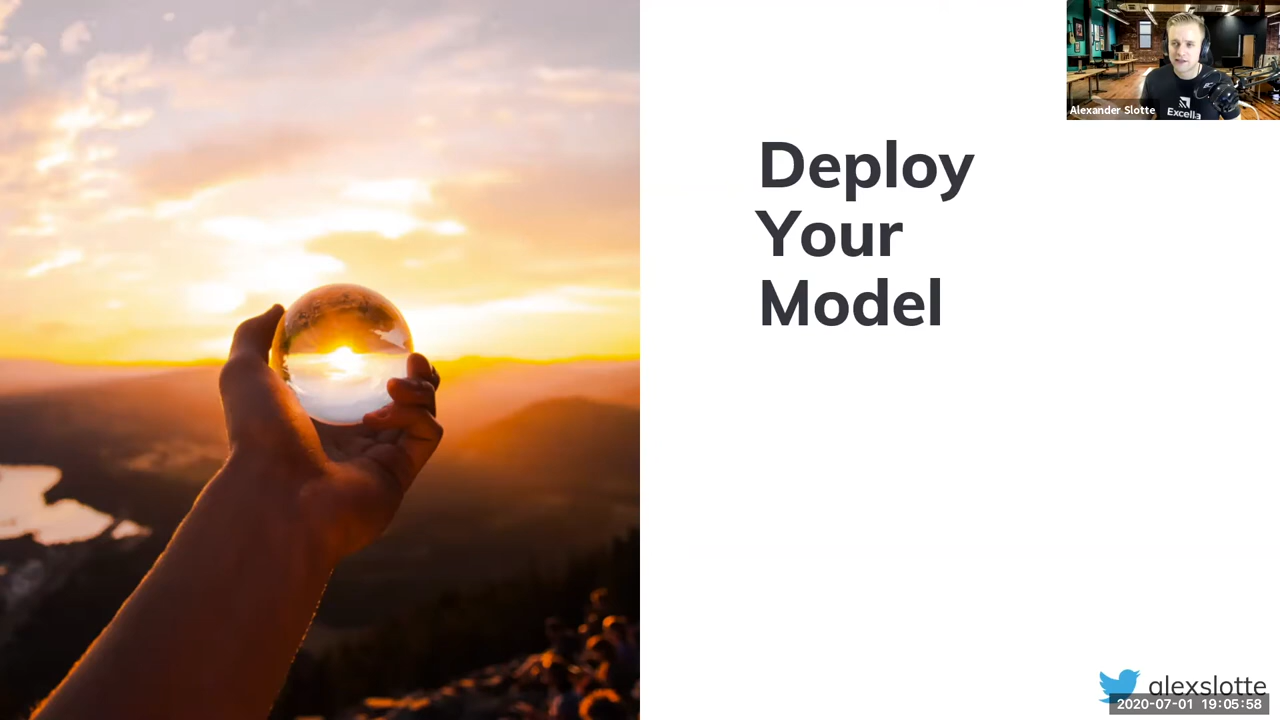 Excella
Alexander Slotte
Deploy
Your
Model
alexslotte
2020-07-01 19:05:58